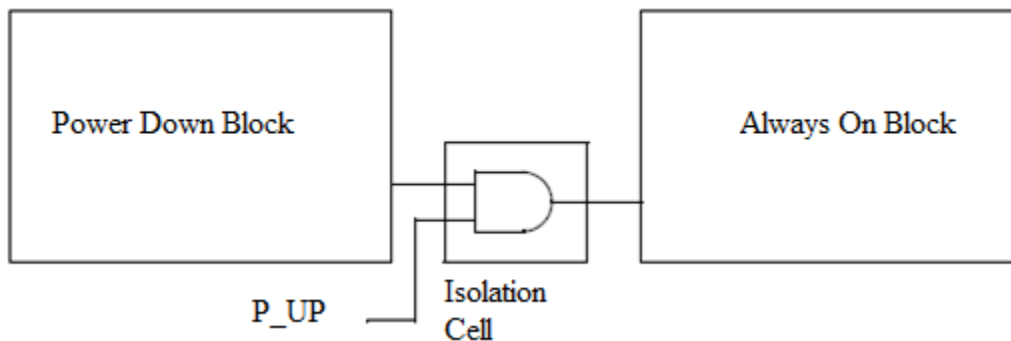 Power Down Block
Always On Block
P_UP
Isolation
Cell